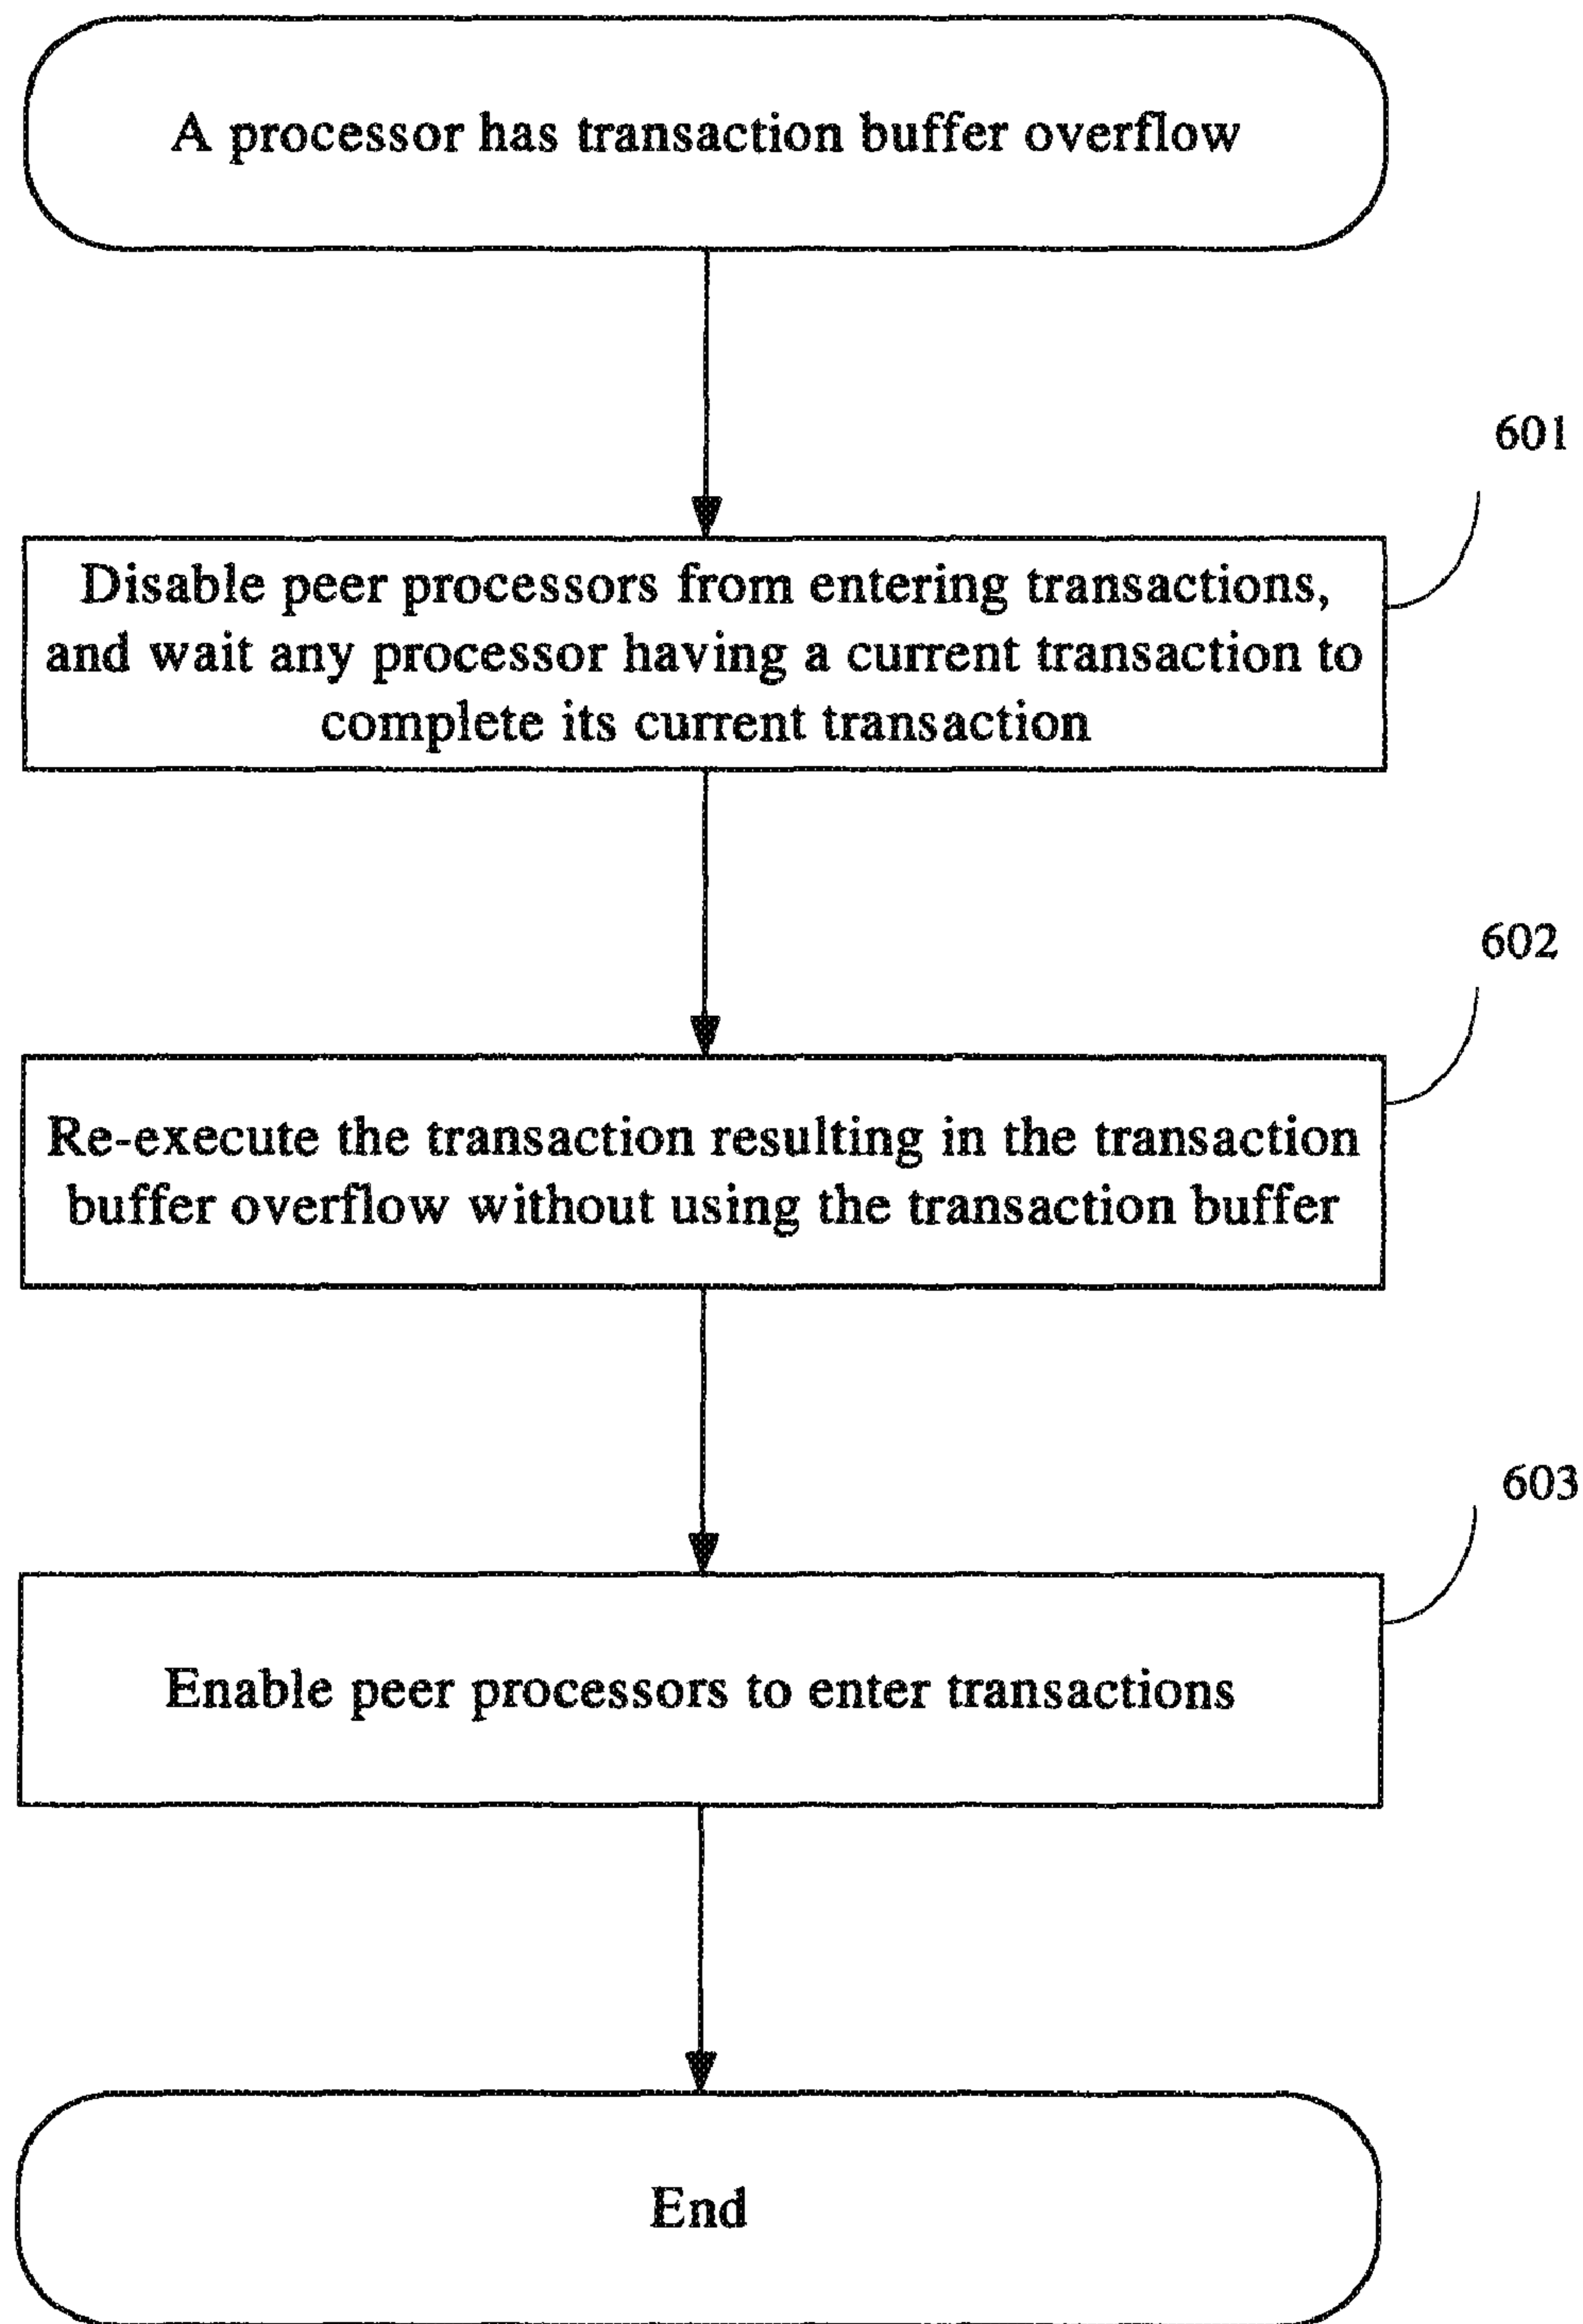 A processor has transaction buffer overflow
601
Disable peer processors from entering transactions,
and wait any processor having a current transaction to
complete its current transaction
602
Re-execute the transaction resulting in the transaction
buffer overflow without using the transaction buffer
603
Enable peer processors to enter transactions
End